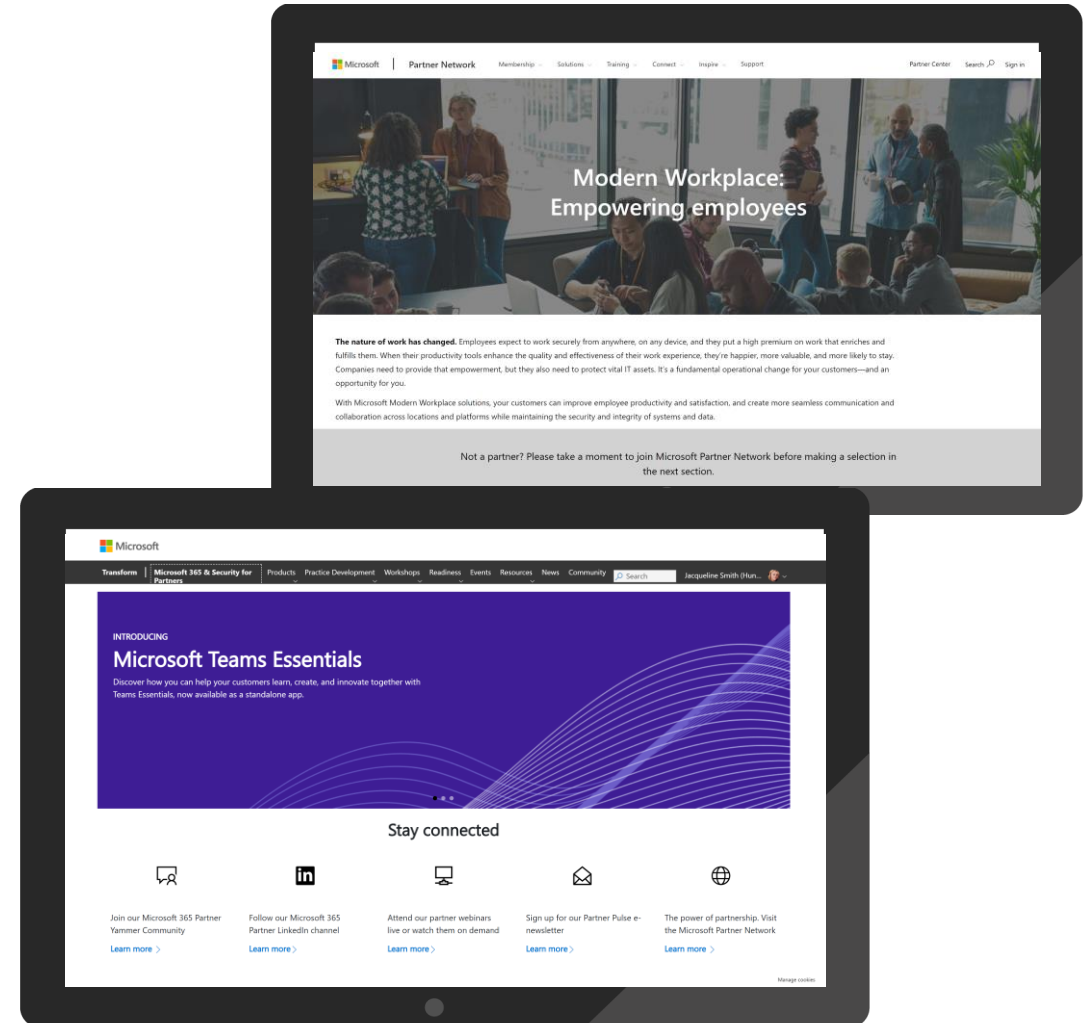 Microsoft | Partner Network Membership Solutions Training Connect Inspire Support Partner Center Search Sign in
Modern Workplace:
Empowering employees
The nature of work has changed. Employees expect to work securely from anywhere, on any device, and they put a high premium on work that enriches and
fulfills them. When their productivity tools enhance the quality and effectiveness of their work experience, they're happier, more valuable, and more likely to stay.
Companies need to provide that empowerment, but they also need to protect vital IT assets. It's a fundamental operational change for your customers—and an
opportunity for you.
With Microsoft Modern Workplace solutions, your customers can improve employee productivity and satisfaction, and create more seamless communication and
collaboration across locations and platforms while maintaining the security and integrity of systems and data.
Not a partner? Please take a moment to join Microsoft Partner Network before making a selection in
the next section.
Microsoft
Transform | Microsoft 365 & Security for Partners Products Practice Development Workshops Readiness Events Resources News Community Search Jacqueline Smith (Hun...
INTRODUCING
Microsoft Teams Essentials
Discover how you can help your customers learn, create, and innovate together with
Teams Essentials, now available as a standalone app.
Stay connected
in
Join our Microsoft 365 Partner
Yammer Community
Learn more
Follow our Microsoft 365
Partner LinkedIn channel
Learn more
Attend our partner webinars
live or watch them on demand
Learn more
Sign up for our Partner Pulse e-
newsletter
Learn more
The power of partnership. Visit
the Microsoft Partner Network
Learn more
Manage cookies